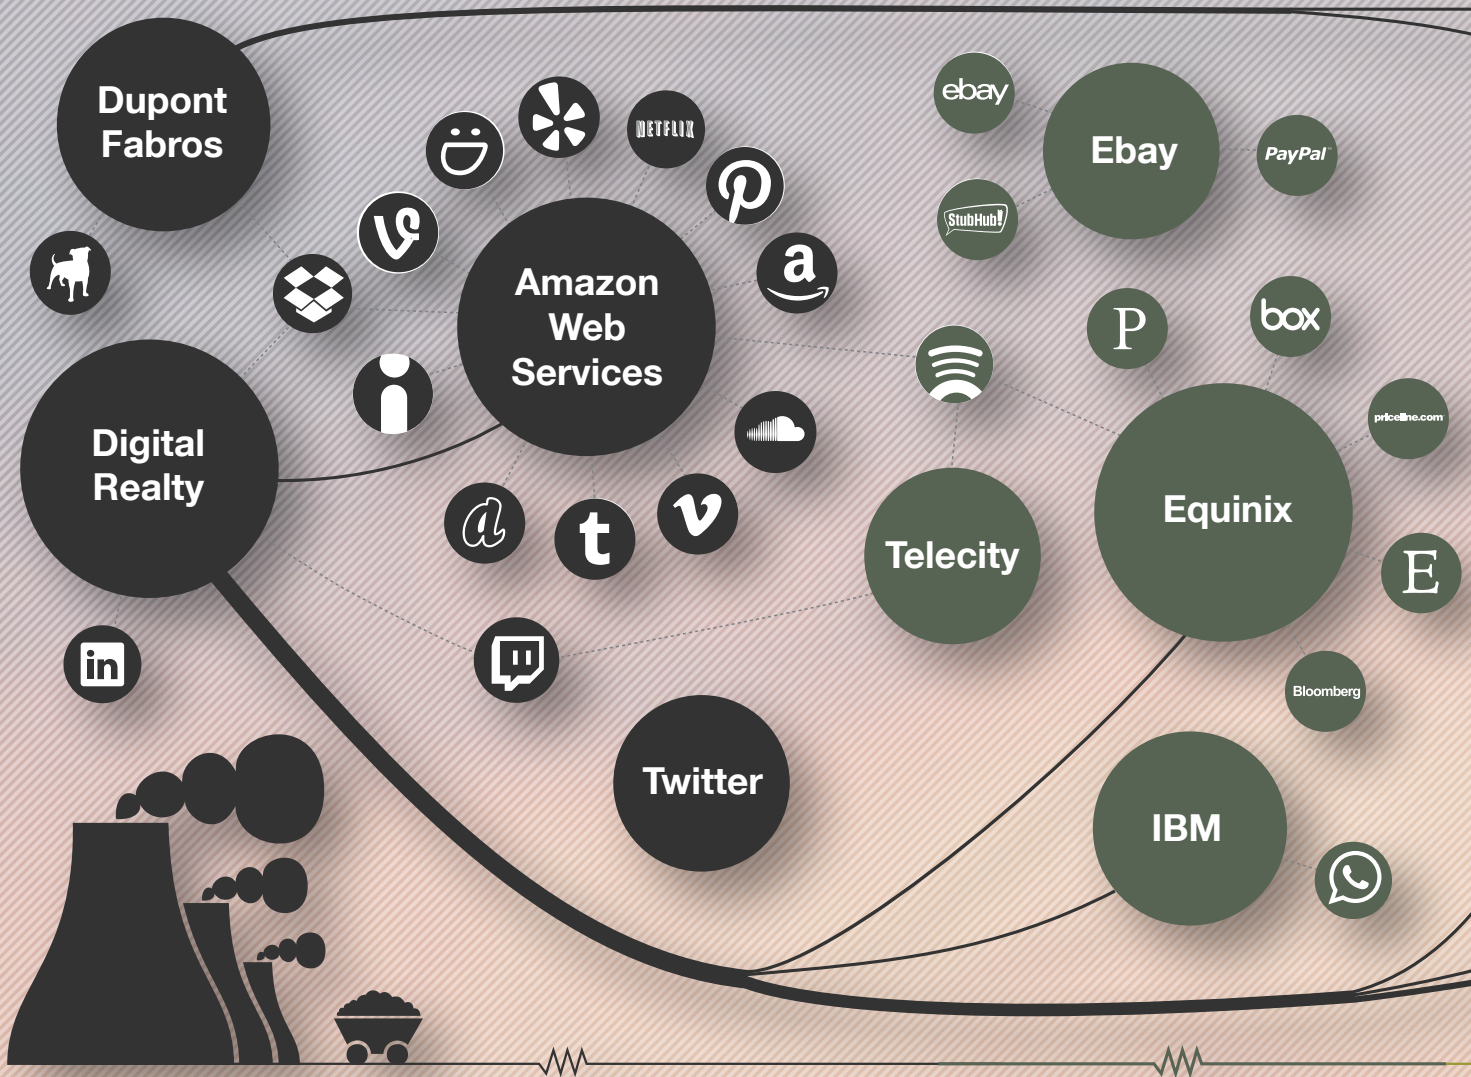 Dupont
Fabros
NETFLIX
ebay
Ebay
PayPal
StubHub!
Amazon
Web
Services
a
P
box
priceline.com
Digital
Realty
a
t
v
Telecity
Equinix
E
in
Bloomberg
Twitter
IBM